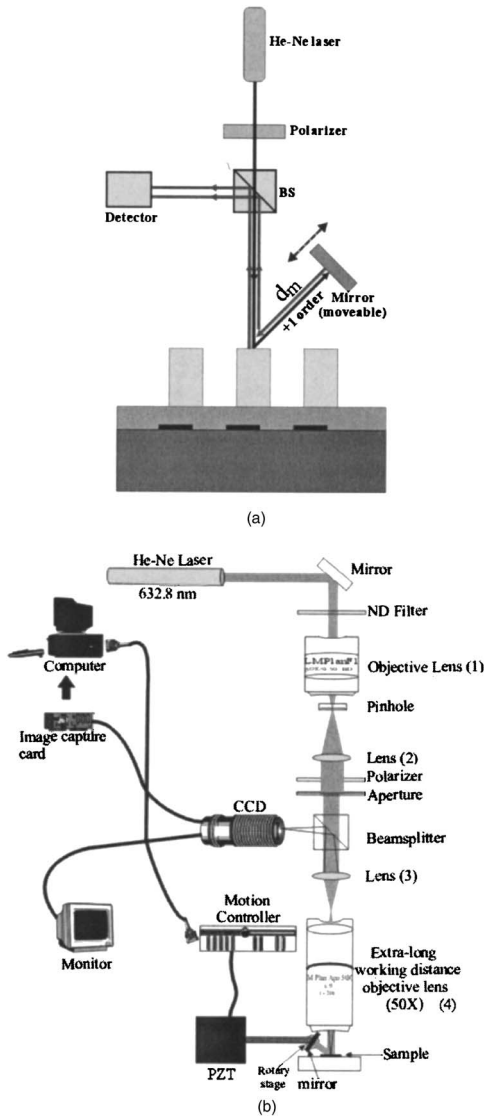 He-Ne laser
Polarizer
BS
Detector
d_m
+1 order
Mirror
(moveable)
(a)
He-Ne Laser
632.8 nm
Mirror
ND Filter
LMPlanFl
Objective Lens (1)
Pinhole
Computer
Image capture
card
Lens (2)
Polarizer
Aperture
CCD
Beamsplitter
Lens (3)
Monitor
Motion
Controller
Extra-long
working distance
objective lens
(50X) (4)
PZT
Rotary
stage
mirror
Sample
(b)